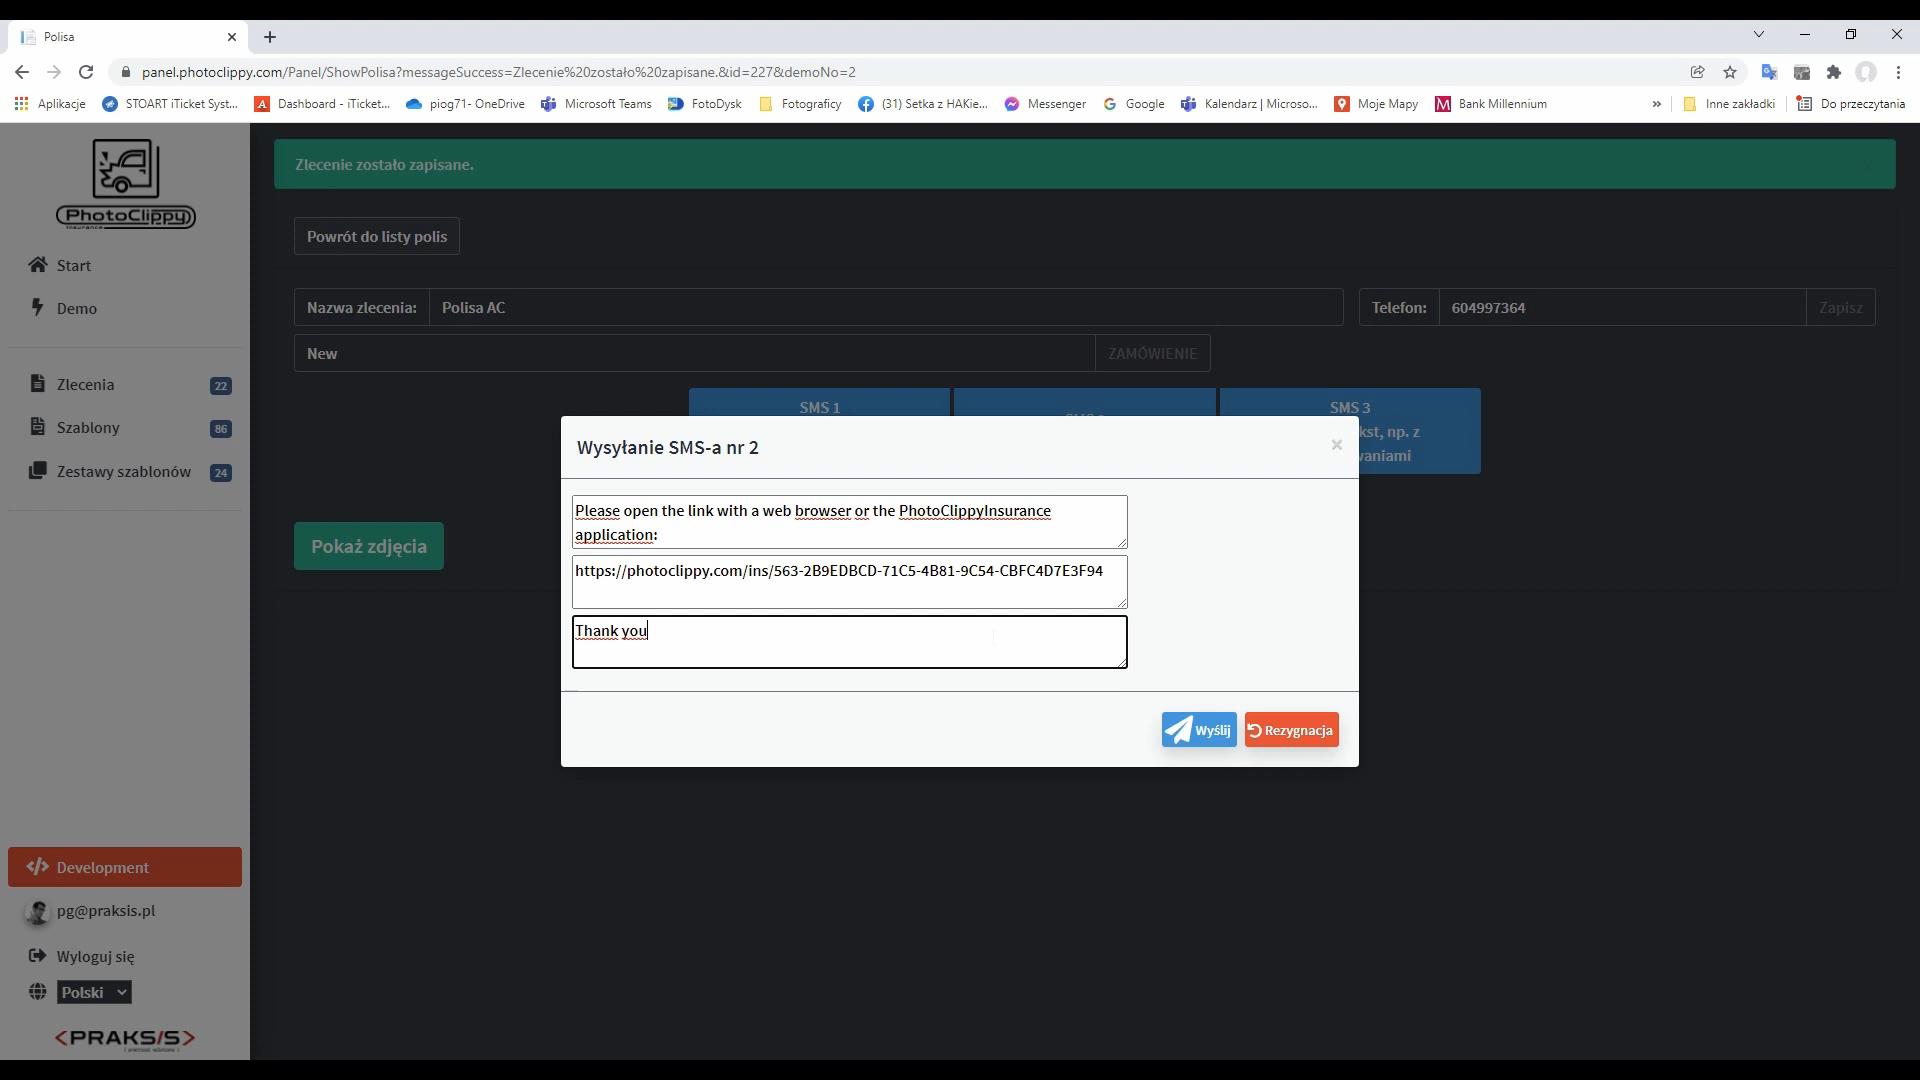 Polisa
panel.photoclippy.com/Panel/ShowPolisa?messageSuccess=Zlecenie%20zostało%20zapisane.&id=227&demoNo=2
Aplikacje
STOART iTicket Syst...
Dashboard - iTicket...
piog71- OneDrive
Microsoft Teams
FotoDysk
Fotograficy
(31) Setka z HAKie...
Messenger
Google
Kalendarz | Microso...
Moje Mapy
Bank Millennium
»
Inne zakładki
Do przeczytania
PhotoClippy
insurance
Start
Demo
Zlecenia 22
Szablony 86
Zestawy szablonów 24
Development
pg@praksis.pl
Wyloguj się
Polski
<PRAKS/S>
Zlecenie zostało zapisane.
Powrót do listy polis
Nazwa zlecenia: Polisa AC
Telefon: 604997364 Zapisz
New ZAMÓWIENIE
SMS 1
SMS 3
kst, np. z
waniami
Pokaż zdjęcia
Wysyłanie SMS-a nr 2
×
Please open the link with a web browser or the PhotoClippyInsurance
application:
https://photoclippy.com/ins/563-2B9EDBCD-71C5-4B81-9C54-CBFC4D7E3F94
Thank you
Wyślij
Rezygnacja